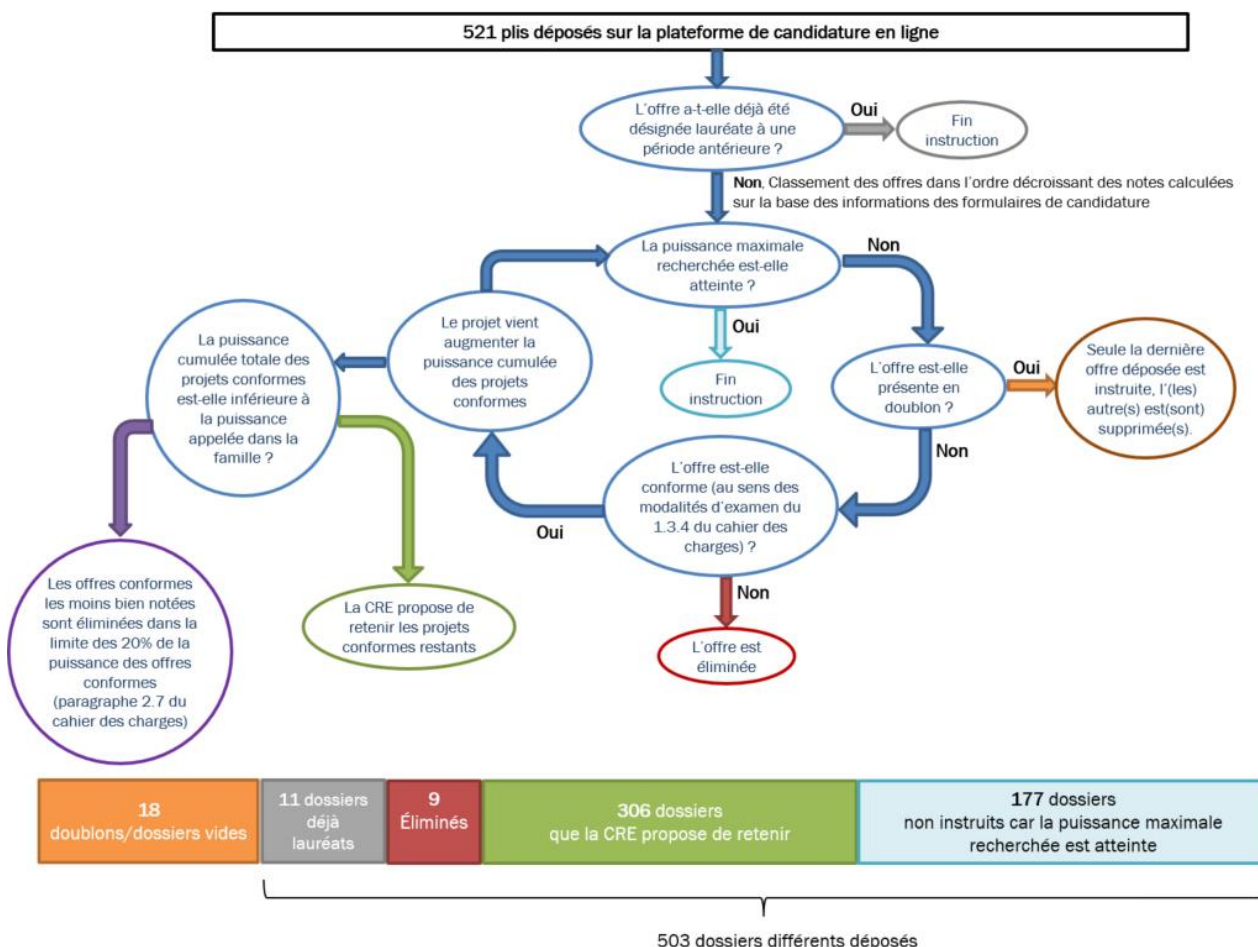 521 plis déposés sur la plateforme de candidature en ligne
L'offre a-t-elle déjà été
désignée lauréate à une
période antérieure ?
Oui
Fin
instruction
Non, Classement des offres dans l'ordre décroissant des notes calculées
sur la base des informations des formulaires de candidature
La puissance maximale
recherchée est-elle
atteinte ?
Non
Oui
Fin
instruction
L'offre est-elle
présente en
doublon ?
Oui
Seule la dernière
offre déposée est
instruite, l'(les)
autre(s) est(sont)
supprimée(s).
Non
L'offre est-elle
conforme (au sens des
modalités d'examen du
1.3.4 du cahier des
charges) ?
Oui
Non
L'offre est
éliminée
Le projet vient
augmenter la
puissance cumulée
des projets
conformes
La puissance
cumulée totale des
projets conformes
est-elle inférieure à
la puissance
appelée dans la
famille ?
La CRE propose de
retenir les projets
conformes restants
Les offres conformes
les moins bien notées
sont éliminées dans la
limite des 20% de la
puissance des offres
conformes
(paragraphe 2.7 du
cahier des charges)
18
doublons/dossiers vides
11 dossiers
déjà
lauréats
9
Éliminés
306 dossiers
que la CRE propose de retenir
177 dossiers
non instruits car la puissance maximale
recherchée est atteinte
503 dossiers différents déposés